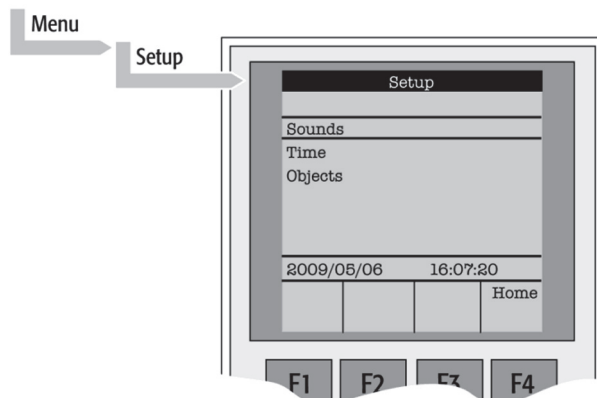 Menu
Setup
Setup
Sounds
Time
Objects
2009/05/06 16:07:20
Home
F1 F2 F3 F4